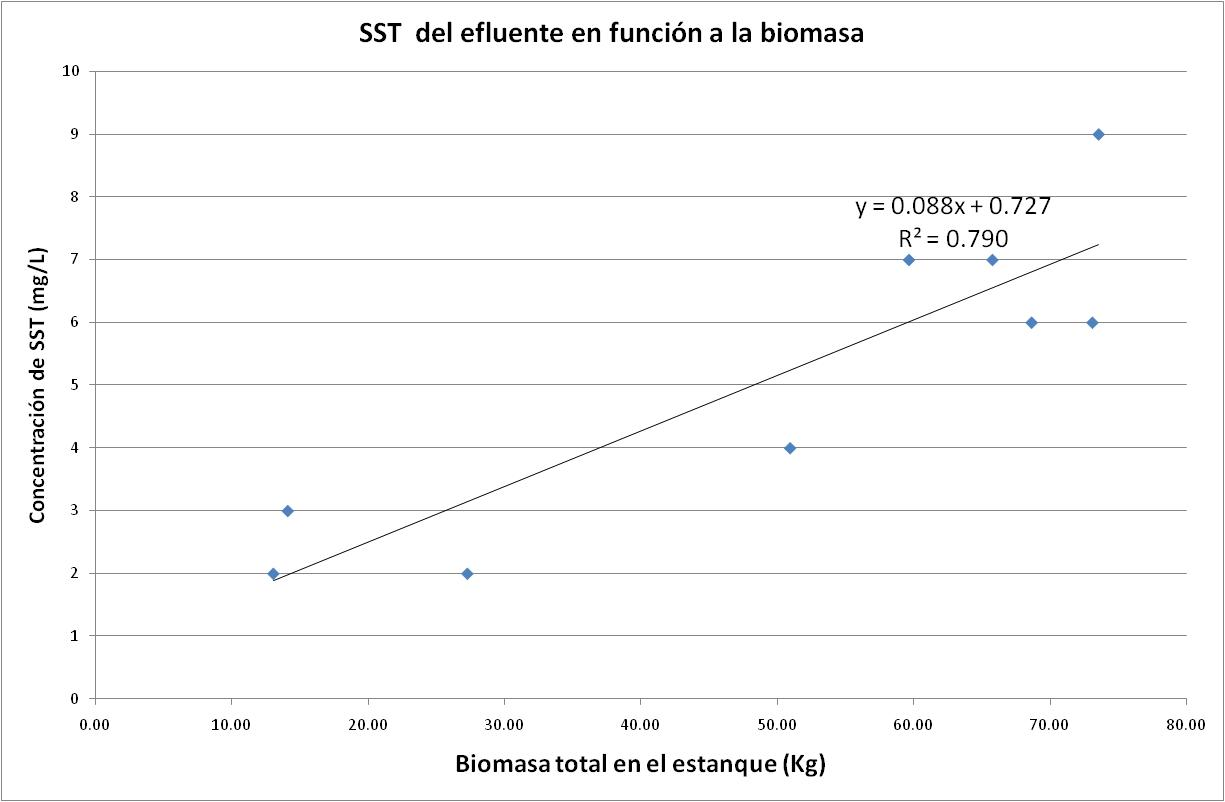 SST del efluente en función a la biomasa
10
9
8
7
6
5
4
3
2
1
0
Concentración de SST (mg/L)
y = 0.088x + 0.727
R² = 0.790
0.00 10.00 20.00 30.00 40.00 50.00 60.00 70.00 80.00
Biomasa total en el estanque (Kg)